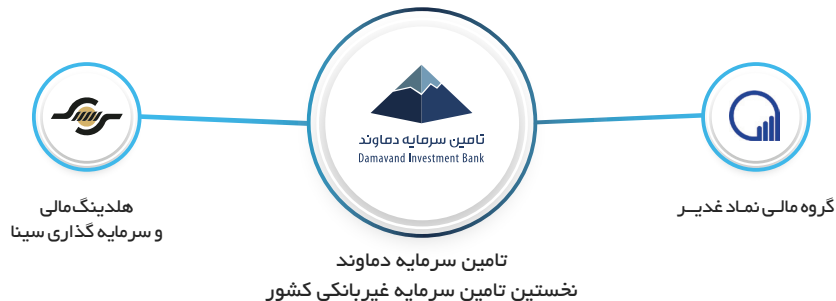 تامین سرمایه دماوند
Damavand Investment Bank
گروه مالی نماد غدیر
هلدینگ مالی
و سرمایه گذاری سینا
تامین سرمایه دماوند
نخستین تامین سرمایه غیربانکی کشور